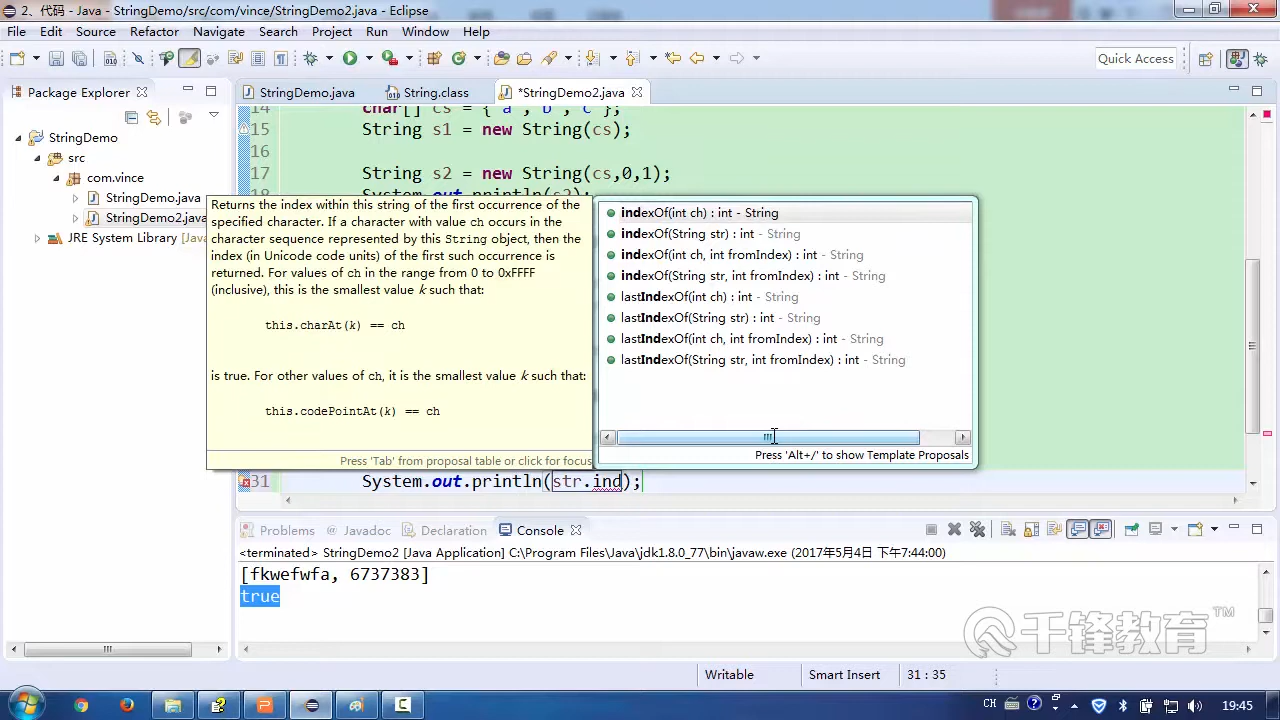 2、代码 - StringDemo/src/com/vince/StringDemo2.java - Eclipse
File Edit Source Refactor Navigate Search Project Run Window Help
Quick Access
Package Explorer
StringDemo.java
String.class
*StringDemo2.java
StringDemo
src
com.vince
StringDemo.java
StringDemo2.java
JRE System Library [Java
14 char[] cs = {'a','b','c'};
15 String s1 = new String(cs);
16
17 String s2 = new String(cs,0,1);
18 System.out.println(s2);
Returns the index within this string of the first occurrence of the
specified character. If a character with value ch occurs in the
character sequence represented by this String object, then the
index (in Unicode code units) of the first such occurrence is
returned. For values of ch in the range from 0 to 0xFFFF
(inclusive), this is the smallest value k such that:
this.charAt(k) == ch
is true. For other values of ch, it is the smallest value k such that:
this.codePointAt(k) == ch
Press 'Tab' from proposal table or click for focus
indexOf(int ch) : int - String
indexOf(String str) : int - String
indexOf(int ch, int fromIndex) : int - String
indexOf(String str, int fromIndex) : int - String
lastIndexOf(int ch) : int - String
lastIndexOf(String str) : int - String
lastIndexOf(int ch, int fromIndex) : int - String
lastIndexOf(String str, int fromIndex) : int - String
Press 'Alt+/' to show Template Proposals
31 System.out.println(str.ind);
Problems @ Javadoc Declaration Console
<terminated> StringDemo2 [Java Application] C:\Program Files\Java\jdk1.8.0_77\bin\javaw.exe (2017年5月4日 下午7:44:00)
[fkwefwfa, 6737383]
true
千锋教育™
Writable Smart Insert 31 : 35
CH 19:45